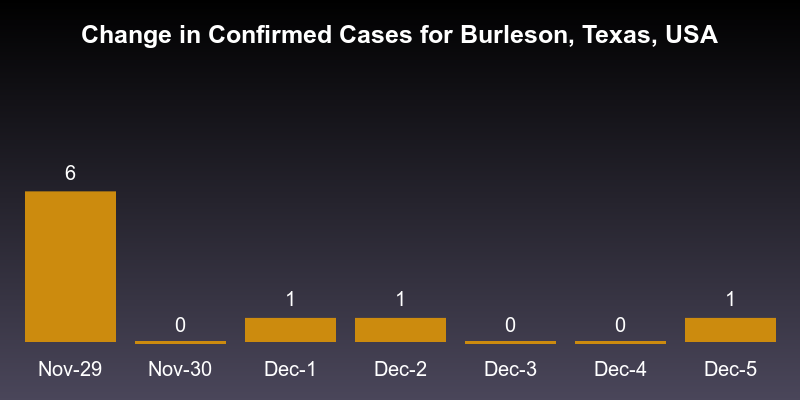 Change in Confirmed Cases for Burleson, Texas, USA
6
0
1
1
0
0
1
Nov-29
Nov-30
Dec-1
Dec-2
Dec-3
Dec-4
Dec-5